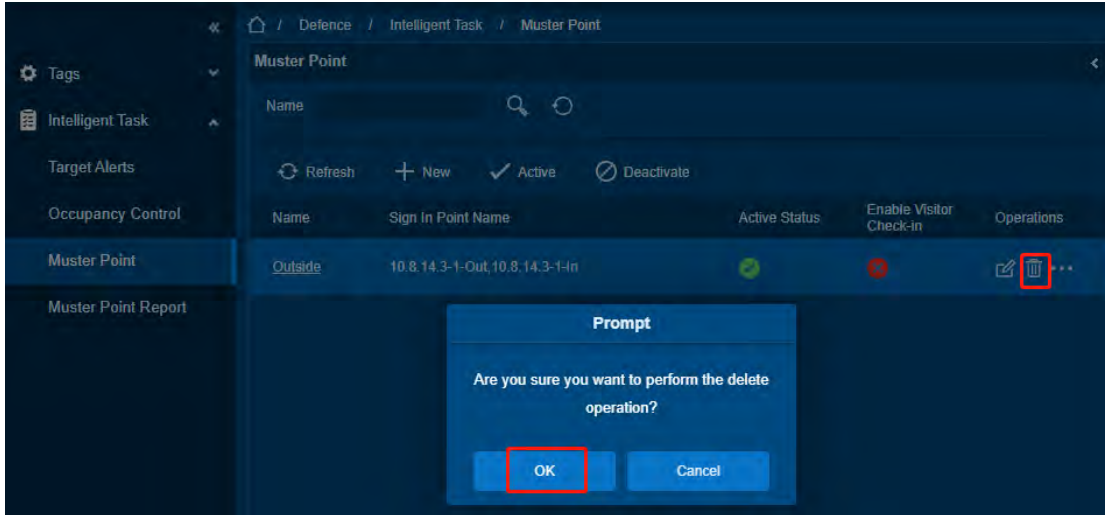 Defence / Intelligent Task / Muster Point
Tags
Intelligent Task
Target Alerts
Occupancy Control
Muster Point
Muster Point Report
Muster Point
Name
Refresh New Active Deactivate
Name Sign In Point Name Active Status Enable Visitor Check-in Operations
Outside 10.8.14.3-1-Out,10.8.14.3-1-In
Prompt
Are you sure you want to perform the delete
operation?
OK Cancel